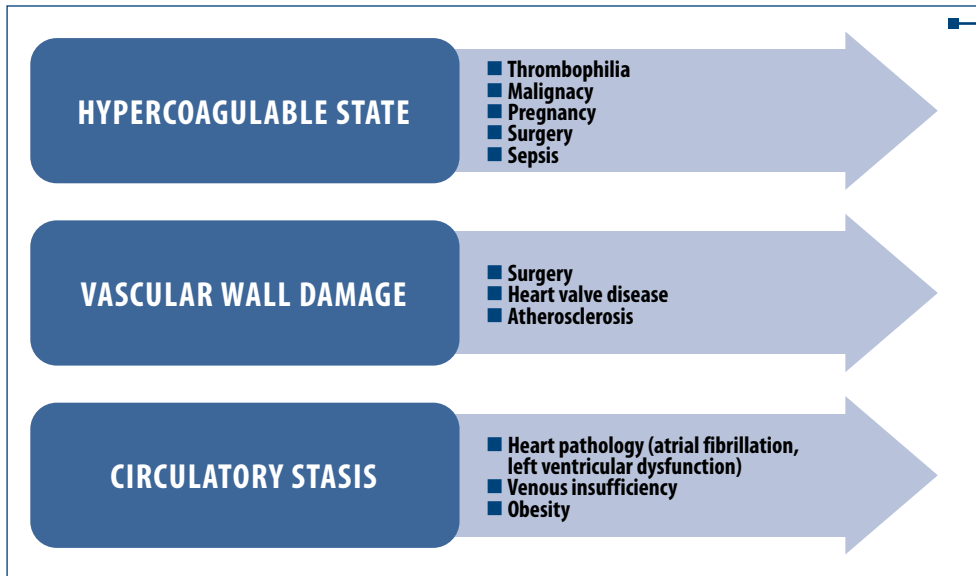 HYPERCOAGULABLE STATE
Thrombophilia
Malignacy
Pregnancy
Surgery
Sepsis
VASCULAR WALL DAMAGE
Surgery
Heart valve disease
Atherosclerosis
CIRCULATORY STASIS
Heart pathology (atrial fibrillation,
left ventricular dysfunction)
Venous insufficiency
Obesity